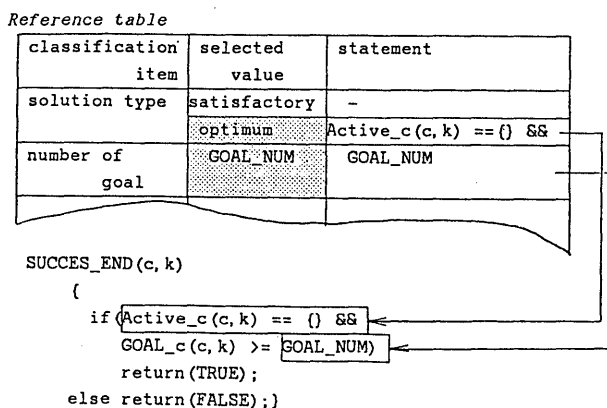 Reference table
classification item selected value statement
solution type satisfactory -
optimum Active_c(c,k) =={} &&
number of goal GOAL_NUM GOAL_NUM
SUCCES_END(c,k)
{
if(Active_c(c,k) == {} &&
GOAL_c(c,k) >= GOAL_NUM)
return(TRUE);
else return(FALSE);}